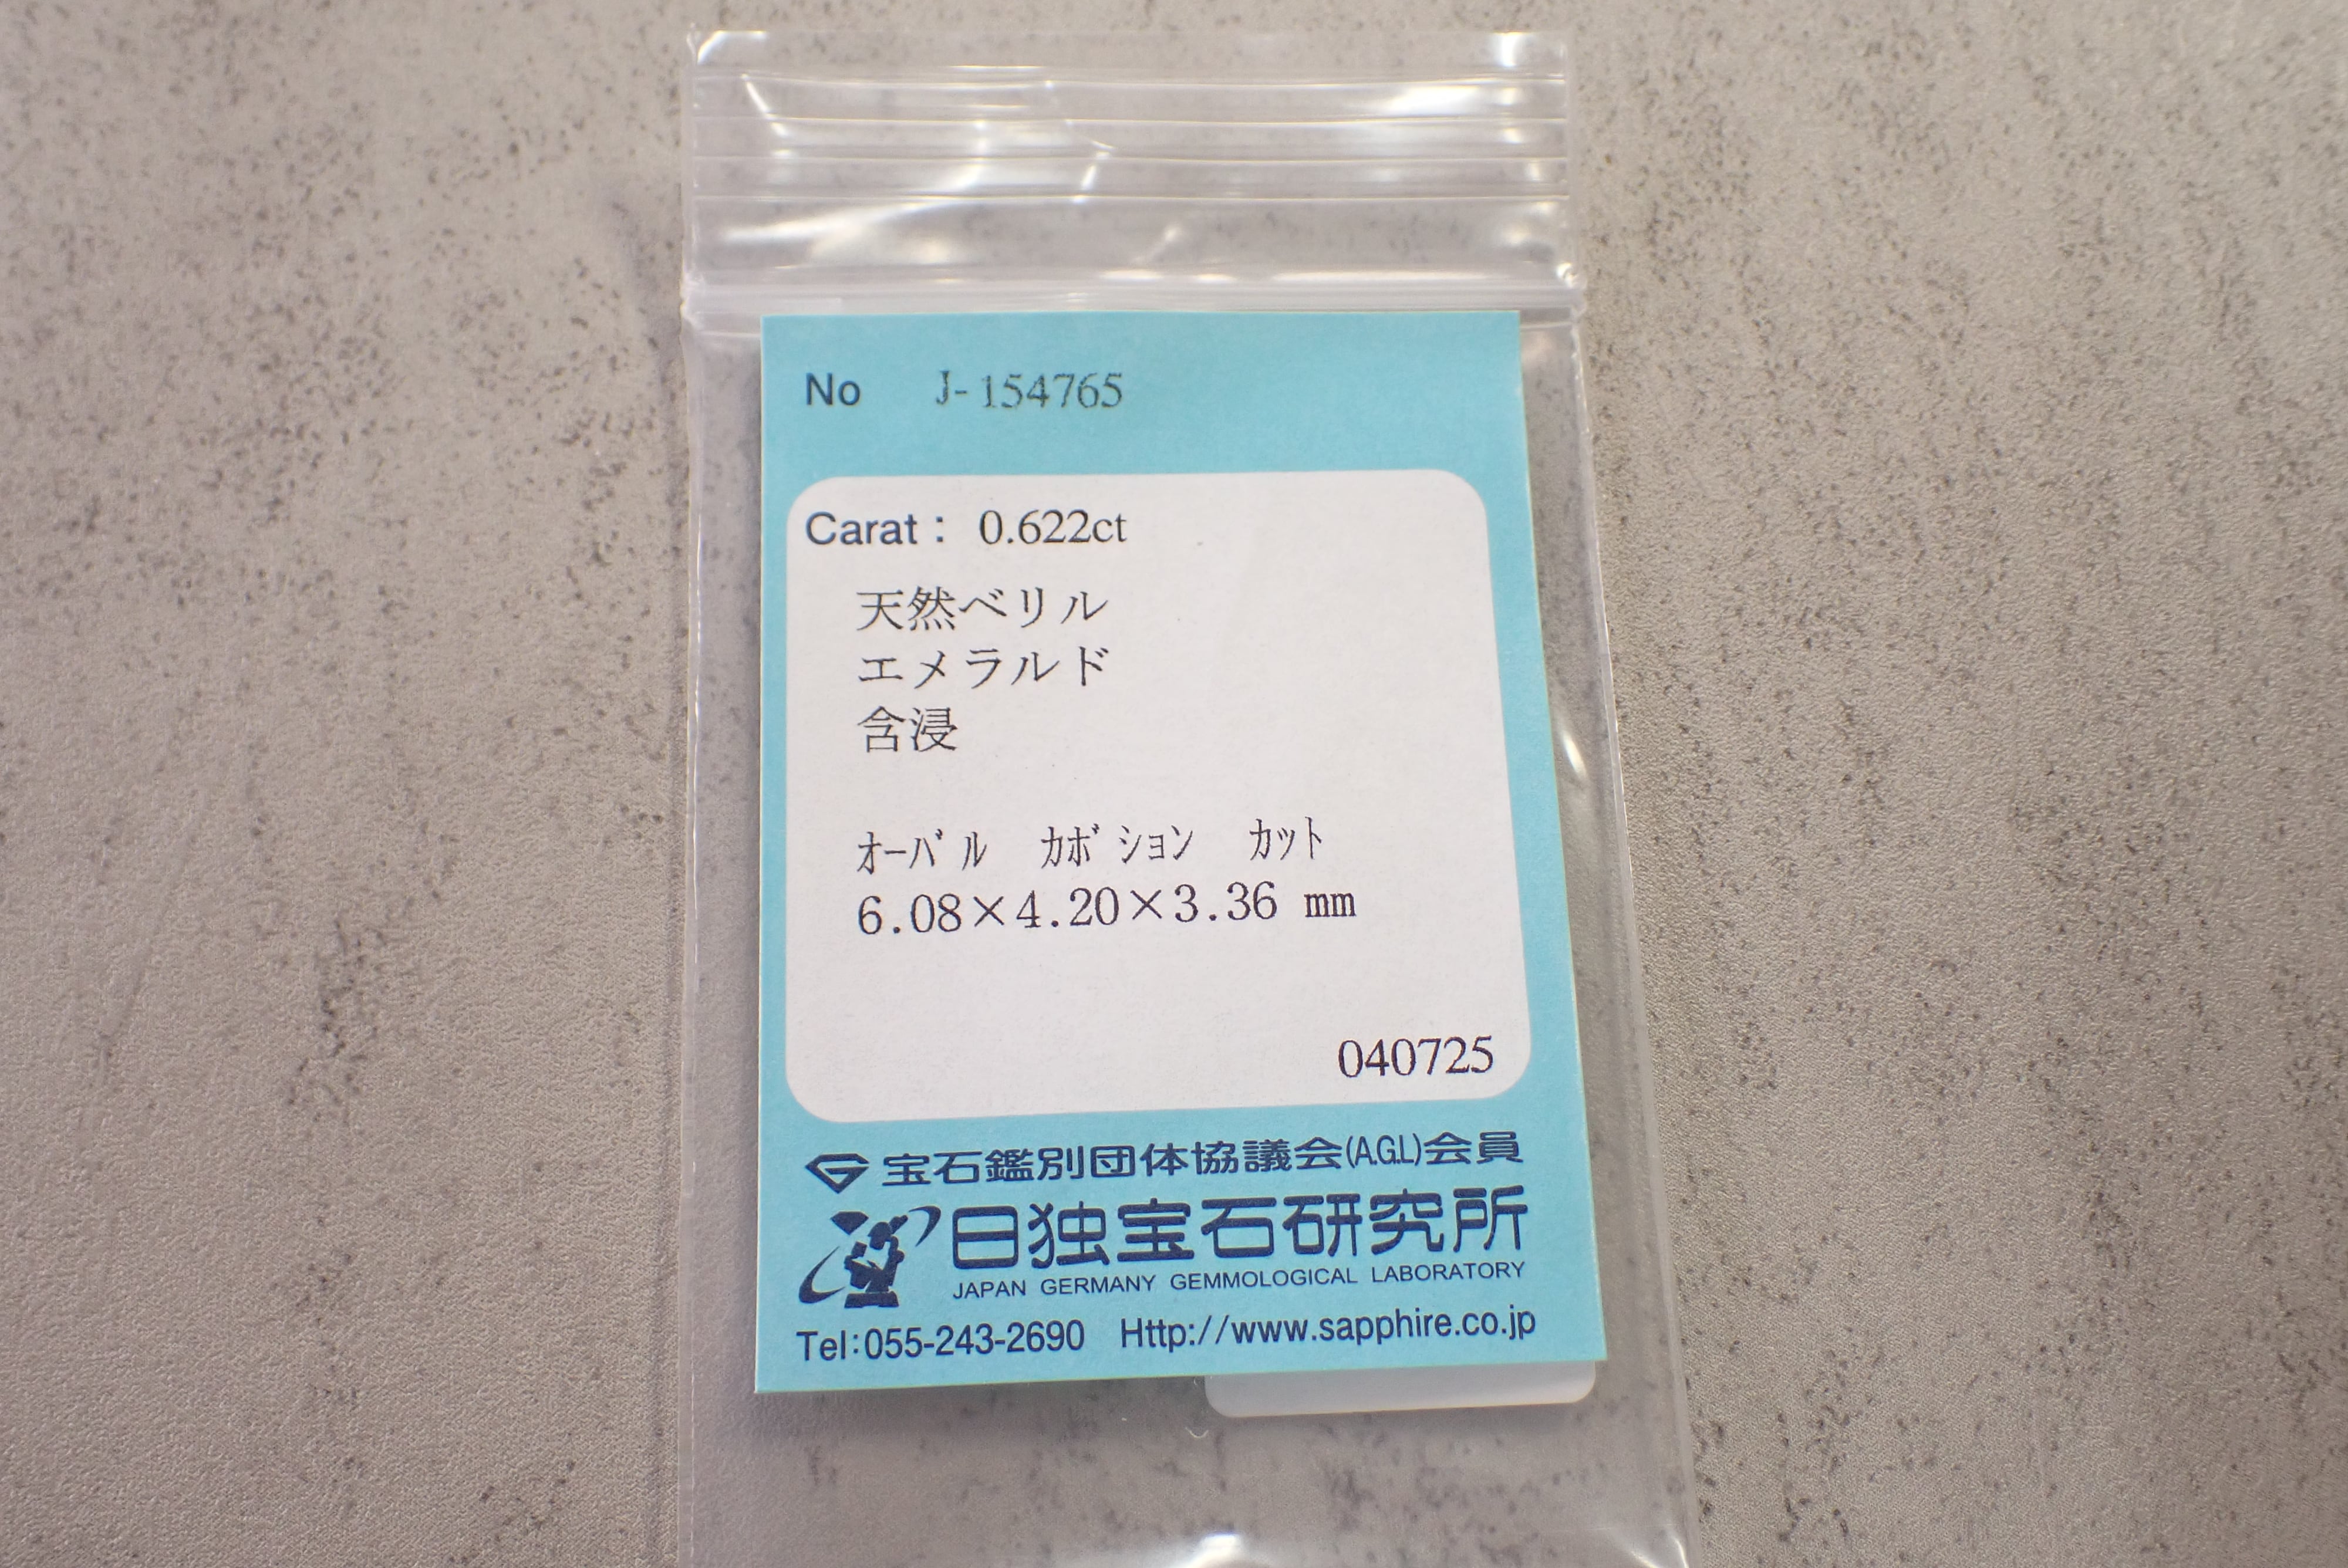 No J-154765
Carat : 0.622ct
天然ベリル
エメラルド
含浸
ｵｰﾊﾞﾙ ｶﾎﾞｼｮﾝ ｶｯﾄ
6.08×4.20×3.36 mm
040725
宝石鑑別団体協議会(A.G.L)会員
日独宝石研究所
JAPAN GERMANY GEMMOLOGICAL LABORATORY
Tel:055-243-2690 Http://www.sapphire.co.jp